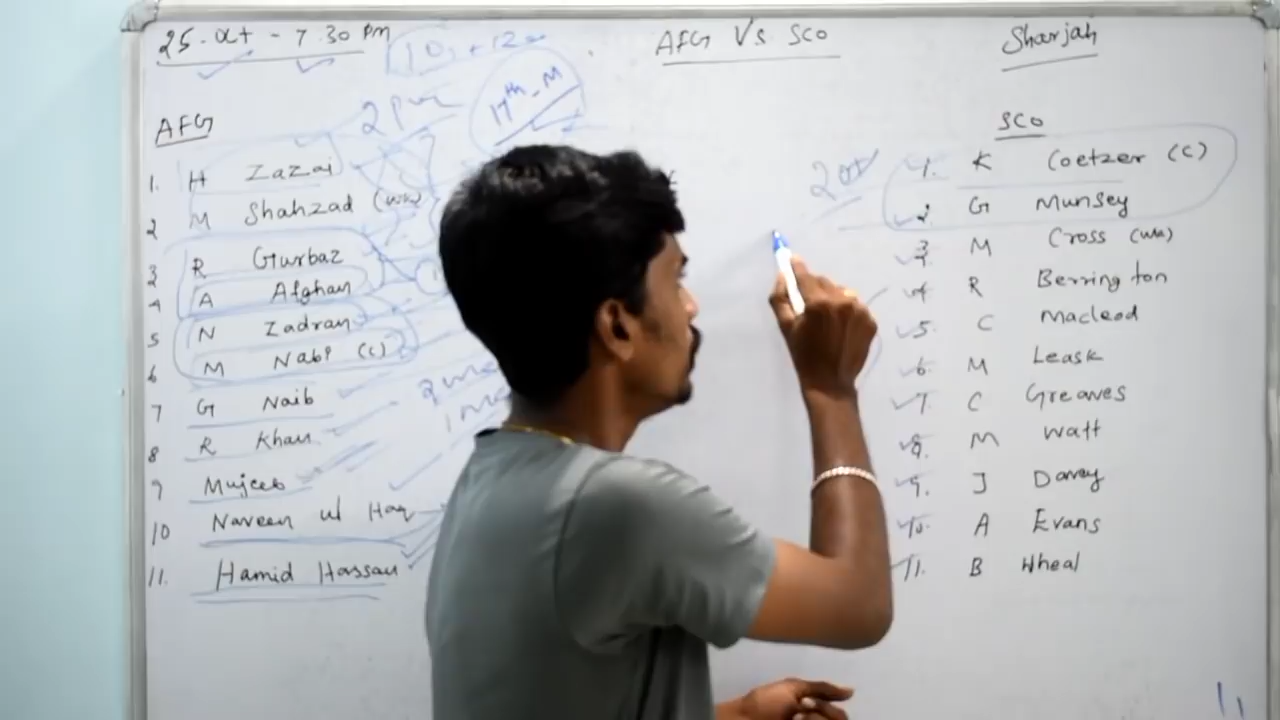 25 - Oct - 7.30 PM
AFG Vs SCO
Sharjah
17th - M
2 pw
AFG
1. H Zazai
2 M Shahzad (wk)
3 R Gurbaz
4 A Afghan
5 N Zadran
6 M Nabi (c)
7 G Naib
8 R Khan
9 Mujeeb
10 Naveen ul Haq
11. Hamid Hassan
SCO
1. K Coetzer (c)
2. G Munsey
3. M Cross (wk)
4. R Berrington
5. C Macleod
6. M Leask
7. C Greaves
8. M Watt
9. J Davey
10. A Evans
11. B Wheal